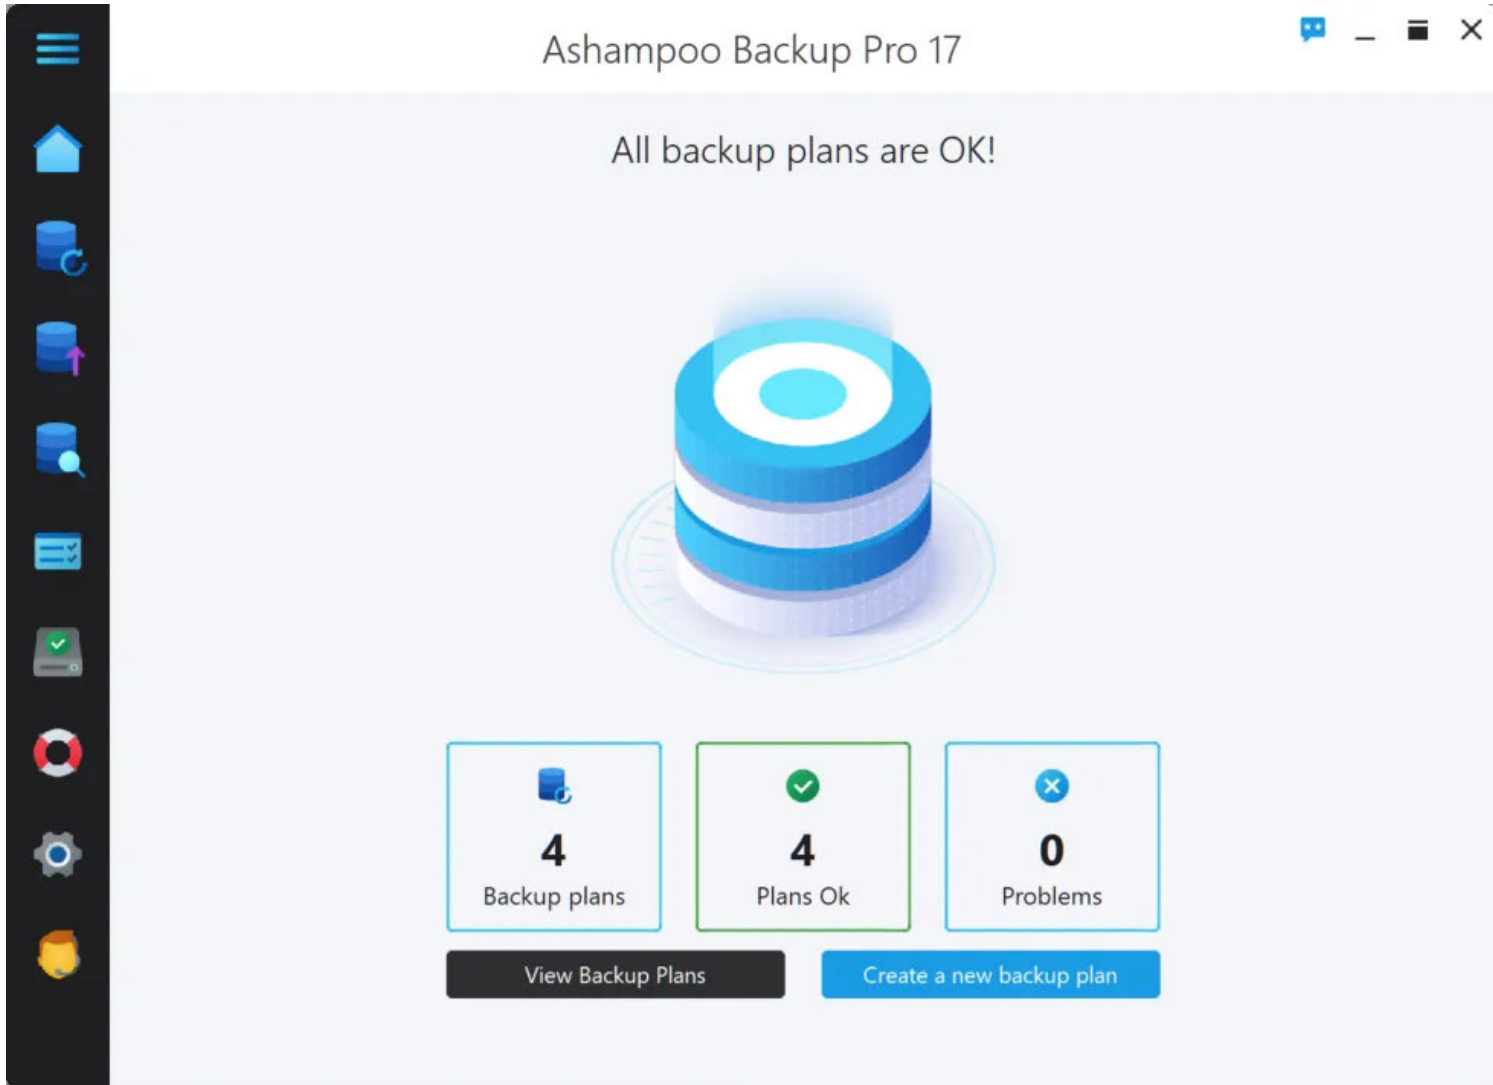 Ashampoo Backup Pro 17
All backup plans are OK!
4
Backup plans
4
Plans Ok
0
Problems
View Backup Plans
Create a new backup plan